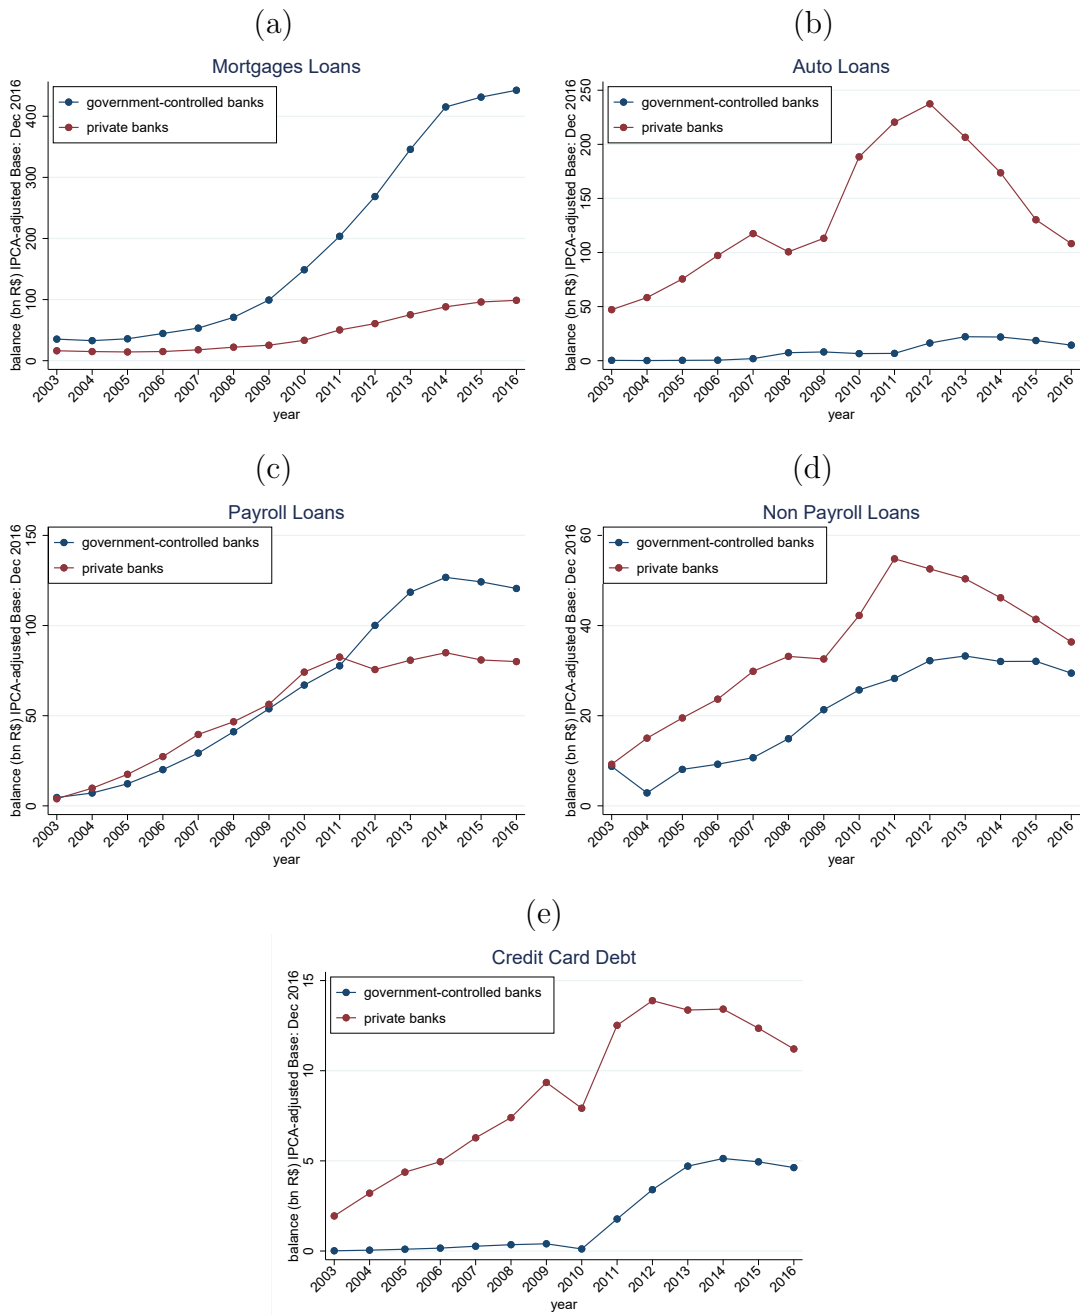 (a)
Mortgages Loans
government-controlled banks
private banks
balance (bn R$) IPCA-adjusted Base: Dec 2016
0
100
200
300
400
2003 2004 2005 2006 2007 2008 2009 2010 2011 2012 2013 2014 2015 2016
year
(b)
Auto Loans
government-controlled banks
private banks
balance (bn R$) IPCA-adjusted Base: Dec 2016
0
50
100
150
200
250
2003 2004 2005 2006 2007 2008 2009 2010 2011 2012 2013 2014 2015 2016
year
(c)
Payroll Loans
government-controlled banks
private banks
balance (bn R$) IPCA-adjusted Base: Dec 2016
0
50
100
150
2003 2004 2005 2006 2007 2008 2009 2010 2011 2012 2013 2014 2015 2016
year
(d)
Non Payroll Loans
government-controlled banks
private banks
balance (bn R$) IPCA-adjusted Base: Dec 2016
0
20
40
60
2003 2004 2005 2006 2007 2008 2009 2010 2011 2012 2013 2014 2015 2016
year
(e)
Credit Card Debt
government-controlled banks
private banks
balance (bn R$) IPCA-adjusted Base: Dec 2016
0
5
10
15
2003 2004 2005 2006 2007 2008 2009 2010 2011 2012 2013 2014 2015 2016
year